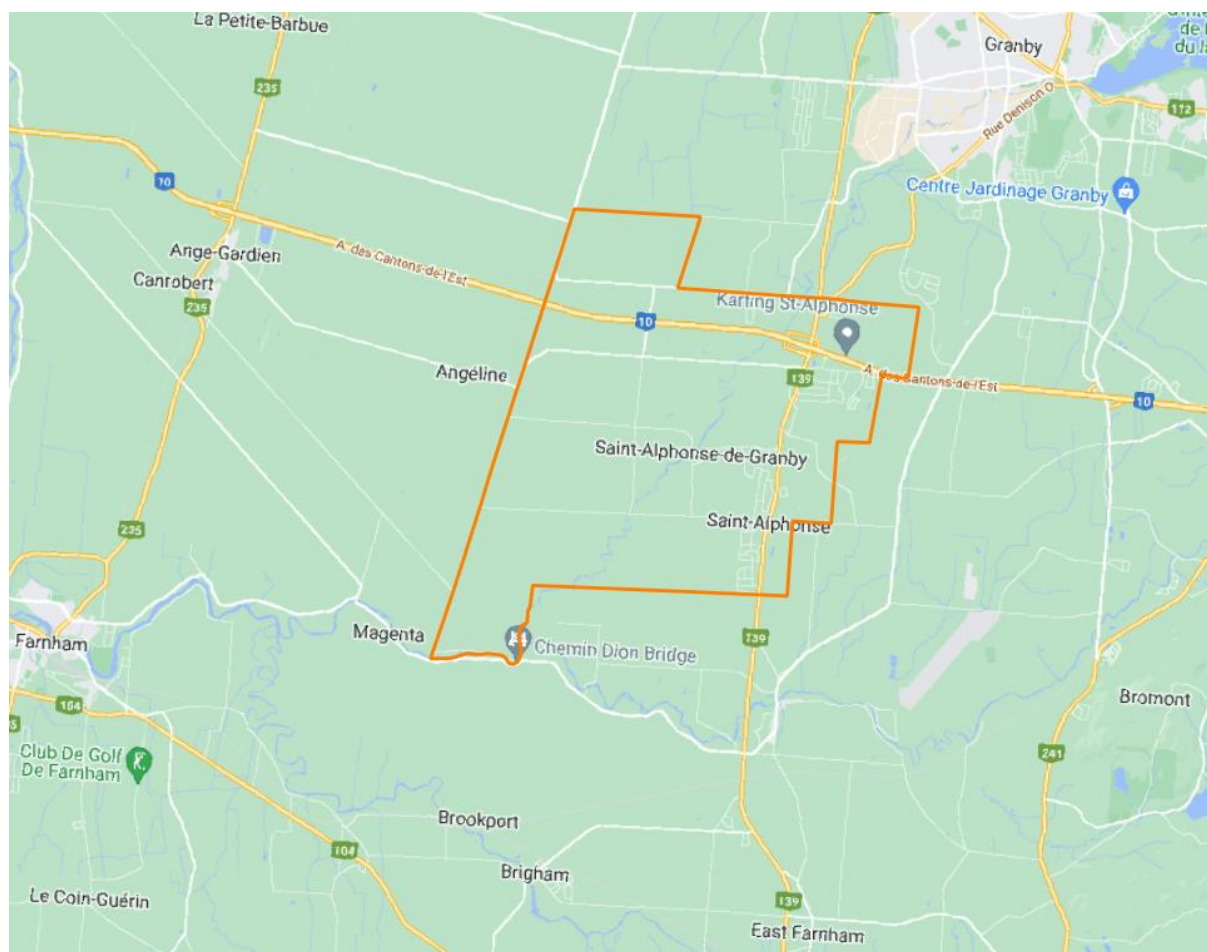 La Petite-Barbue
235
Granby
Rue Denison O
112
Centre Jardinage Granby
10
A. des Cantons-de-l'Est
Ange-Gardien
Canrobert
235
Karting St-Alphonse
10
139
A. des Cantons-de-l'Est
10
Angéline
Saint-Alphonse-de-Granby
Saint-Alphonse
235
Farnham
Magenta
Chemin Dion Bridge
139
Bromont
104
Club De Golf
De Farnham
241
Brookport
104
Brigham
139
Le Coin-Guérin
East Farnham